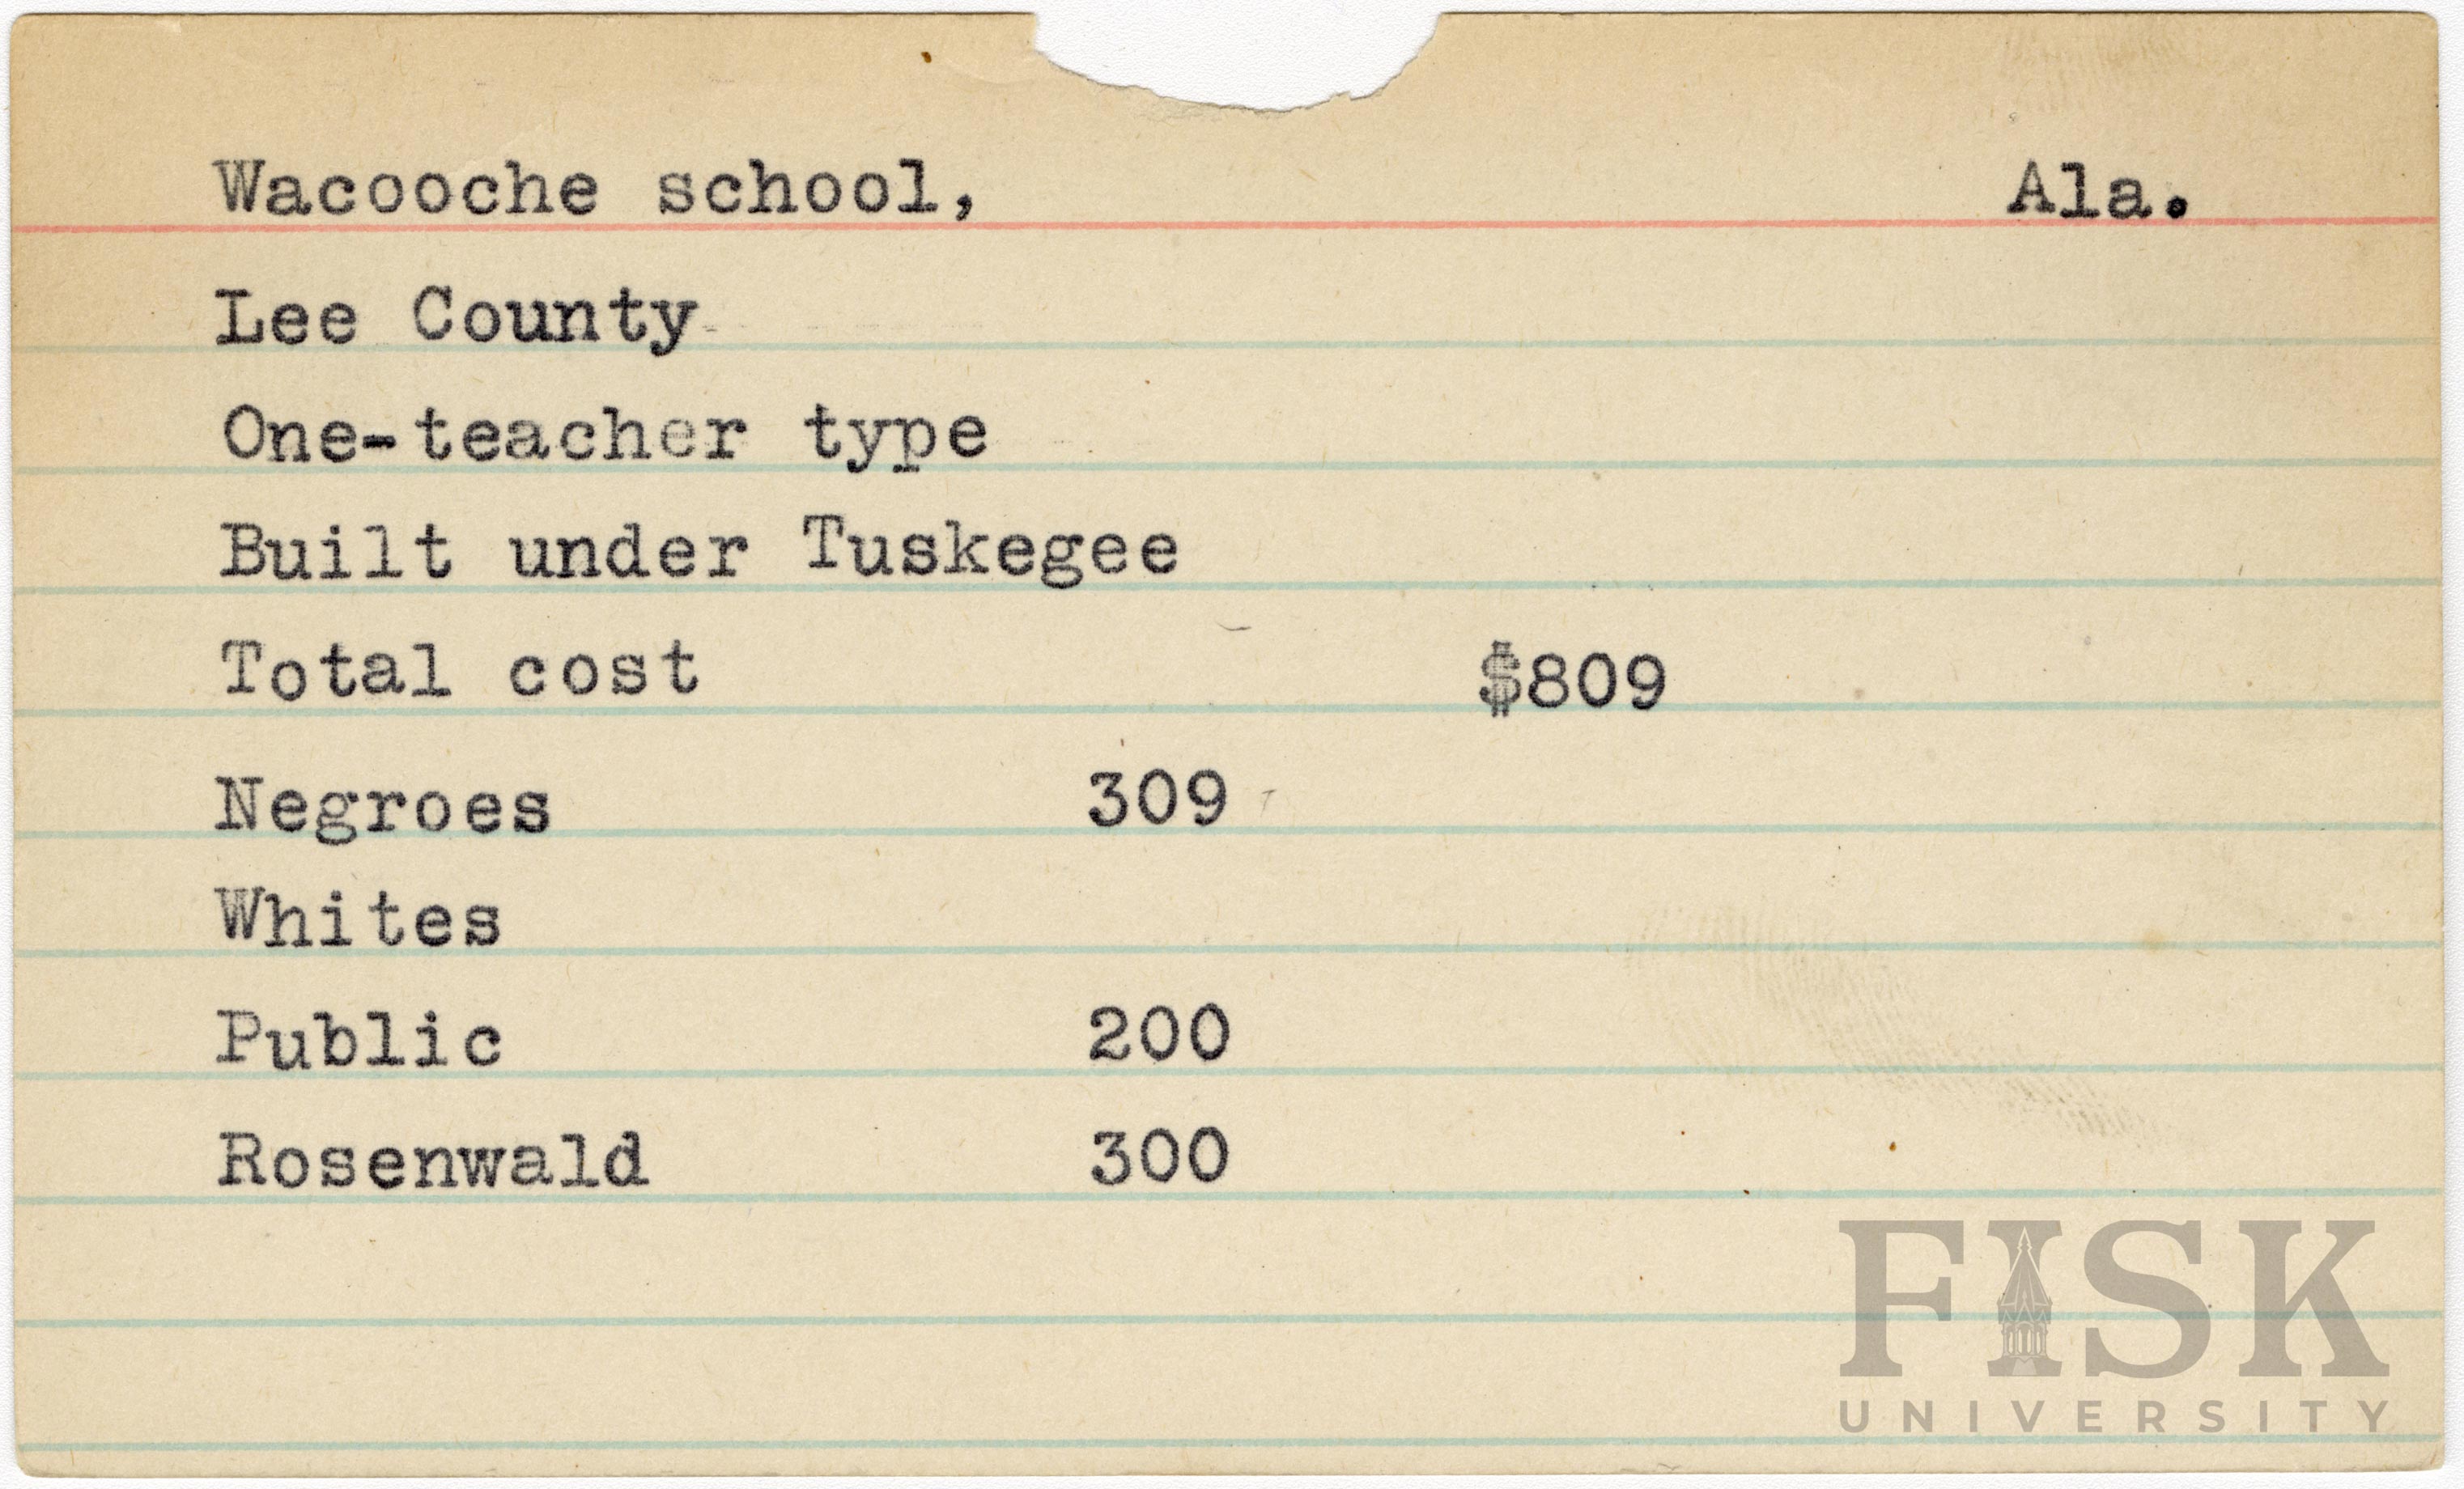 Wacooche school, Ala.
Lee County
One-teacher type
Built under Tuskegee
Total cost $809
Negroes 309
Whites
Public 200
Rosenwald 300
FISK
UNIVERSITY